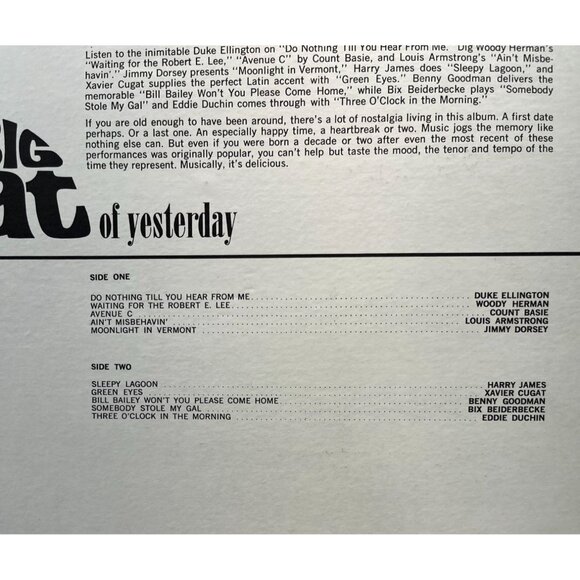 Listen to the inimitable Duke Ellington on "Do Nothing Till You Hear From Me." Dig Woody Herman's
"Waiting for the Robert E. Lee," "Avenue C" by Count Basie, and Louis Armstrong's "Ain't Misbe-
havin'." Jimmy Dorsey presents "Moonlight in Vermont," Harry James does "Sleepy Lagoon," and
Xavier Cugat supplies the perfect Latin accent with "Green Eyes." Benny Goodman delivers the
memorable "Bill Bailey Won't You Please Come Home," while Bix Beiderbecke plays "Somebody
Stole My Gal" and Eddie Duchin comes through with "Three O'Clock in the Morning."
If you are old enough to have been around, there's a lot of nostalgia living in this album. A first date
perhaps. Or a last one. An especially happy time, a heartbreak or two. Music jogs the memory like
nothing else can. But even if you were born a decade or two after even the most recent of these
performances was originally popular, you can't help but taste the mood, the tenor and tempo of the
time they represent. Musically, it's delicious.
BIG
at of yesterday
SIDE ONE
DO NOTHING TILL YOU HEAR FROM ME DUKE ELLINGTON
WAITING FOR THE ROBERT E. LEE WOODY HERMAN
AVENUE C COUNT BASIE
AIN'T MISBEHAVIN' LOUIS ARMSTRONG
MOONLIGHT IN VERMONT JIMMY DORSEY
SIDE TWO
SLEEPY LAGOON HARRY JAMES
GREEN EYES XAVIER CUGAT
BILL BAILEY WON'T YOU PLEASE COME HOME BENNY GOODMAN
SOMEBODY STOLE MY GAL BIX BEIDERBECKE
THREE O'CLOCK IN THE MORNING EDDIE DUCHIN